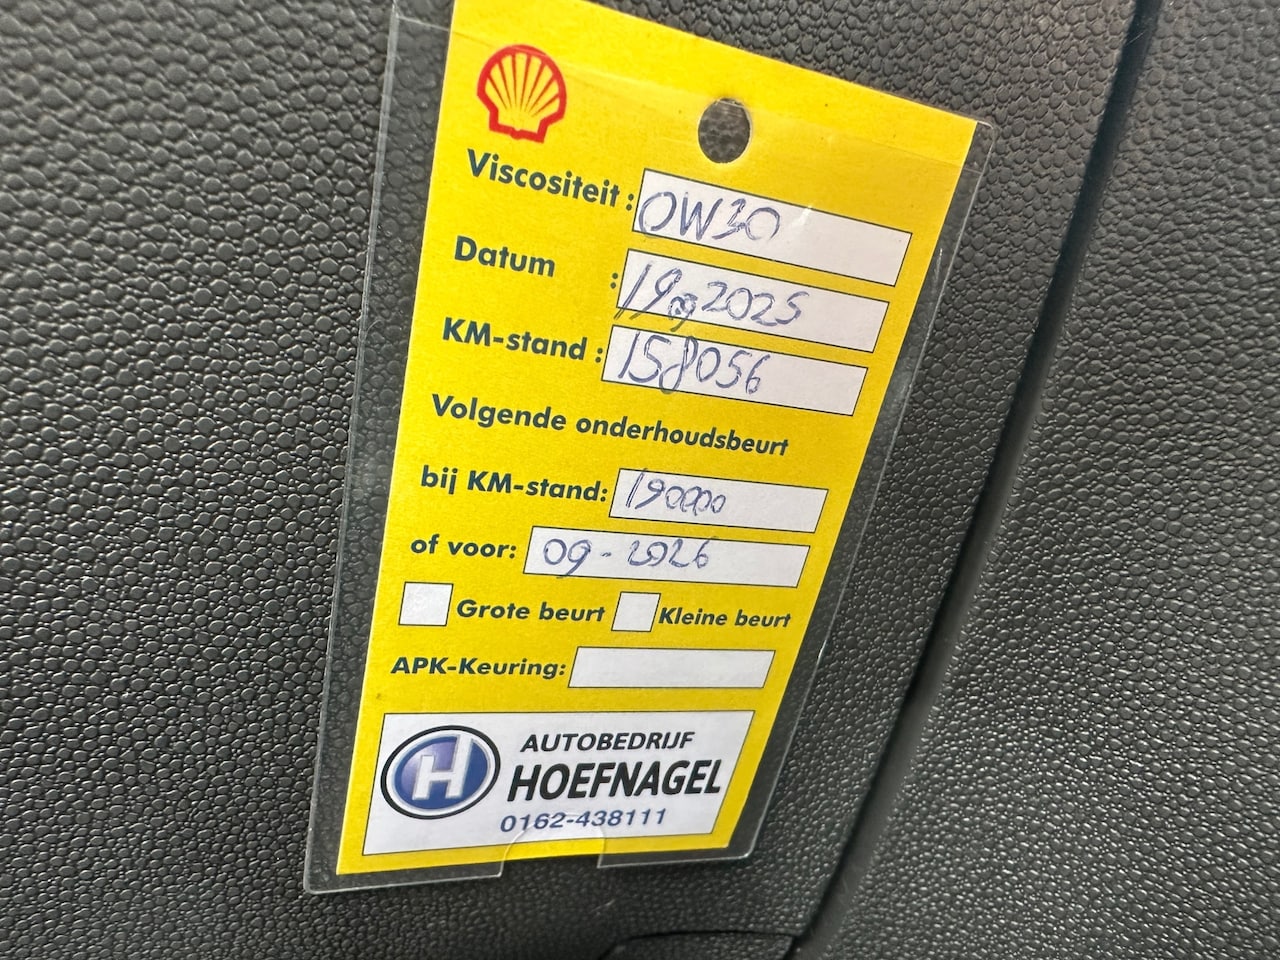 Viscositeit: 0W30
Datum : 19 09 2025
KM-stand : 158056
Volgende onderhoudsbeurt
bij KM-stand: 190000
of voor: 09-2026
Grote beurt Kleine beurt
APK-Keuring:
H AUTOBEDRIJF
HOEFNAGEL
0162-438111